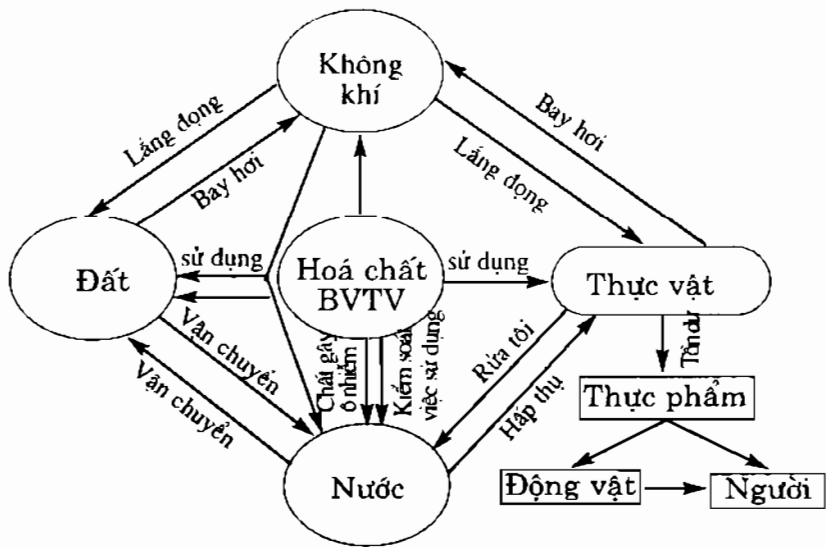 Không
khí
Lắng đọng
Bay hơi
Lắng đọng
Bay hơi
Đất
sử dụng
Hoá chất
BVTV
sử dụng
Thực vật
Vận chuyển
Vận chuyển
Chất gây
ô nhiễm
Kiểm soát
việc sử dụng
Rửa tôi
Hấp thụ
Tồn dư
Thực phẩm
Nước
Động vật
Người